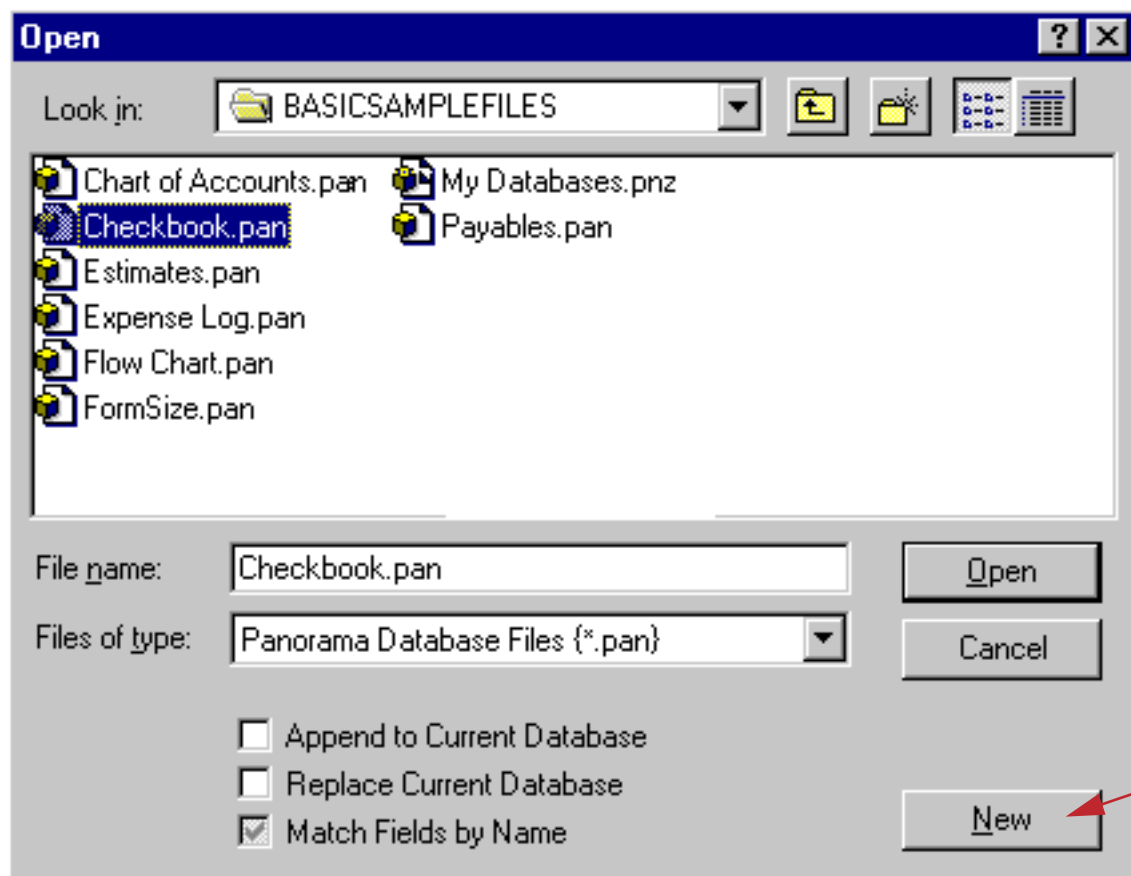 Open
Look in: BASICSAMPLEFILES
Chart of Accounts.pan
Checkbook.pan
Estimates.pan
Expense Log.pan
Flow Chart.pan
FormSize.pan
My Databases.pnz
Payables.pan
File name: Checkbook.pan
Open
Files of type: Panorama Database Files {*.pan}
Cancel
Append to Current Database
Replace Current Database
Match Fields by Name
New